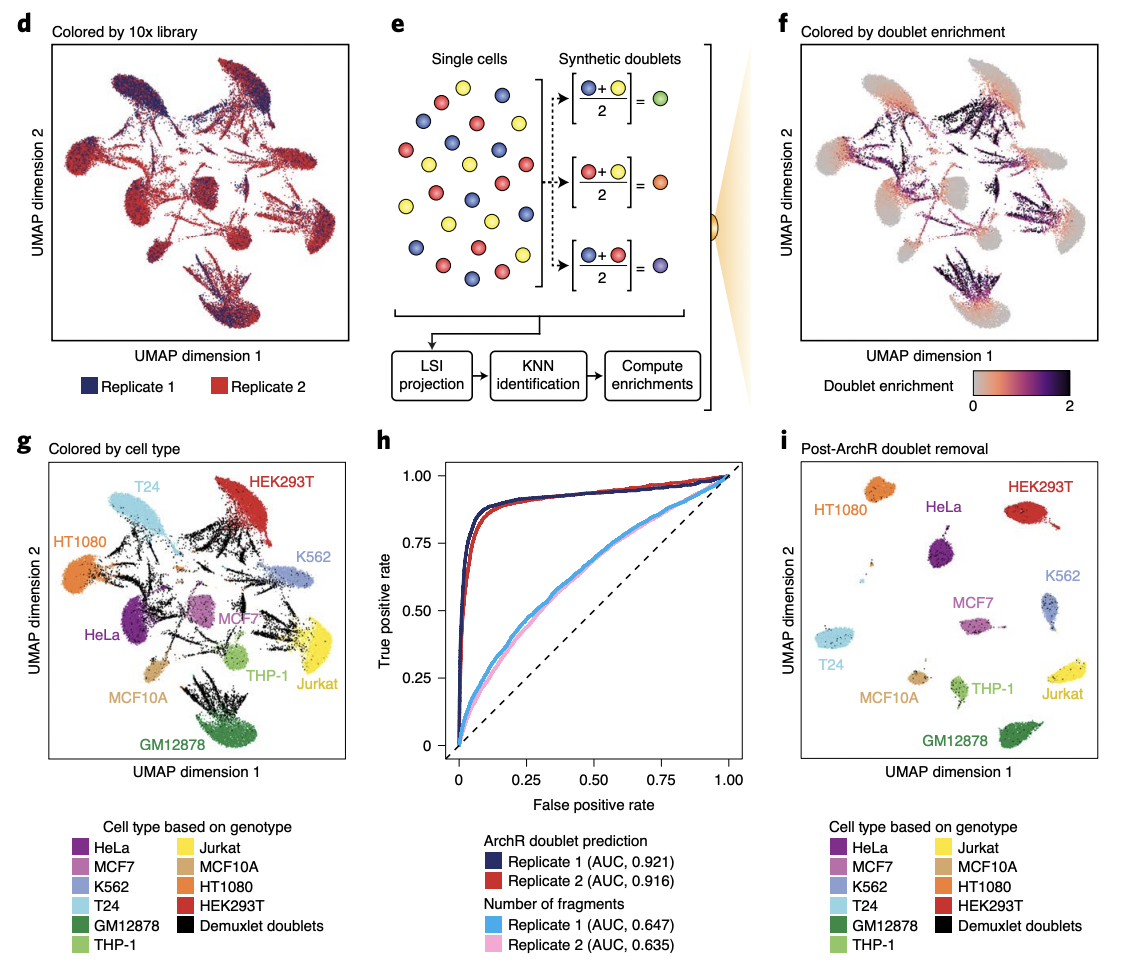 d
Colored by 10x library
UMAP dimension 2
UMAP dimension 1
Replicate 1
Replicate 2
e
Single cells
Synthetic doublets
+
2
=
+
2
=
+
2
=
LSI
projection
KNN
identification
Compute
enrichments
f
Colored by doublet enrichment
UMAP dimension 2
UMAP dimension 1
Doublet enrichment
0
2
g
Colored by cell type
T24
HEK293T
HT1080
K562
HeLa
MCF7
MCF10A
THP-1
Jurkat
GM12878
UMAP dimension 2
UMAP dimension 1
Cell type based on genotype
HeLa
MCF7
K562
T24
GM12878
THP-1
Jurkat
MCF10A
HT1080
HEK293T
Demuxlet doublets
h
1.00
0.75
0.50
0.25
0
True positive rate
0
0.25
0.50
0.75
1.00
False positive rate
ArchR doublet prediction
Replicate 1 (AUC, 0.921)
Replicate 2 (AUC, 0.916)
Number of fragments
Replicate 1 (AUC, 0.647)
Replicate 2 (AUC, 0.635)
i
Post-ArchR doublet removal
HT1080
HeLa
HEK293T
K562
MCF7
T24
MCF10A
THP-1
Jurkat
GM12878
UMAP dimension 2
UMAP dimension 1
Cell type based on genotype
HeLa
MCF7
K562
T24
GM12878
THP-1
Jurkat
MCF10A
HT1080
HEK293T
Demuxlet doublets